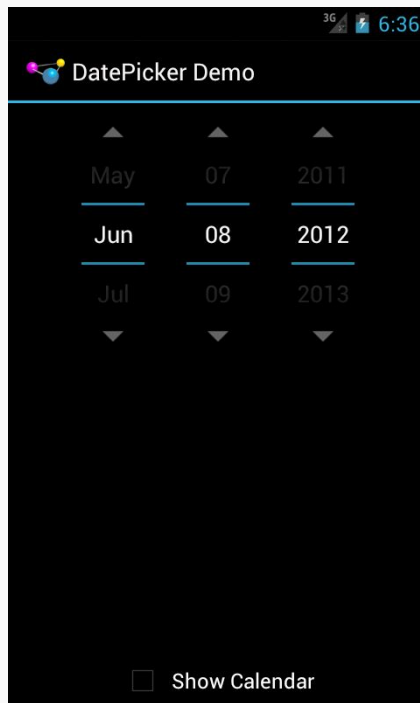 3G 6:36
DatePicker Demo
May 07 2011
Jun 08 2012
Jul 09 2013
Show Calendar